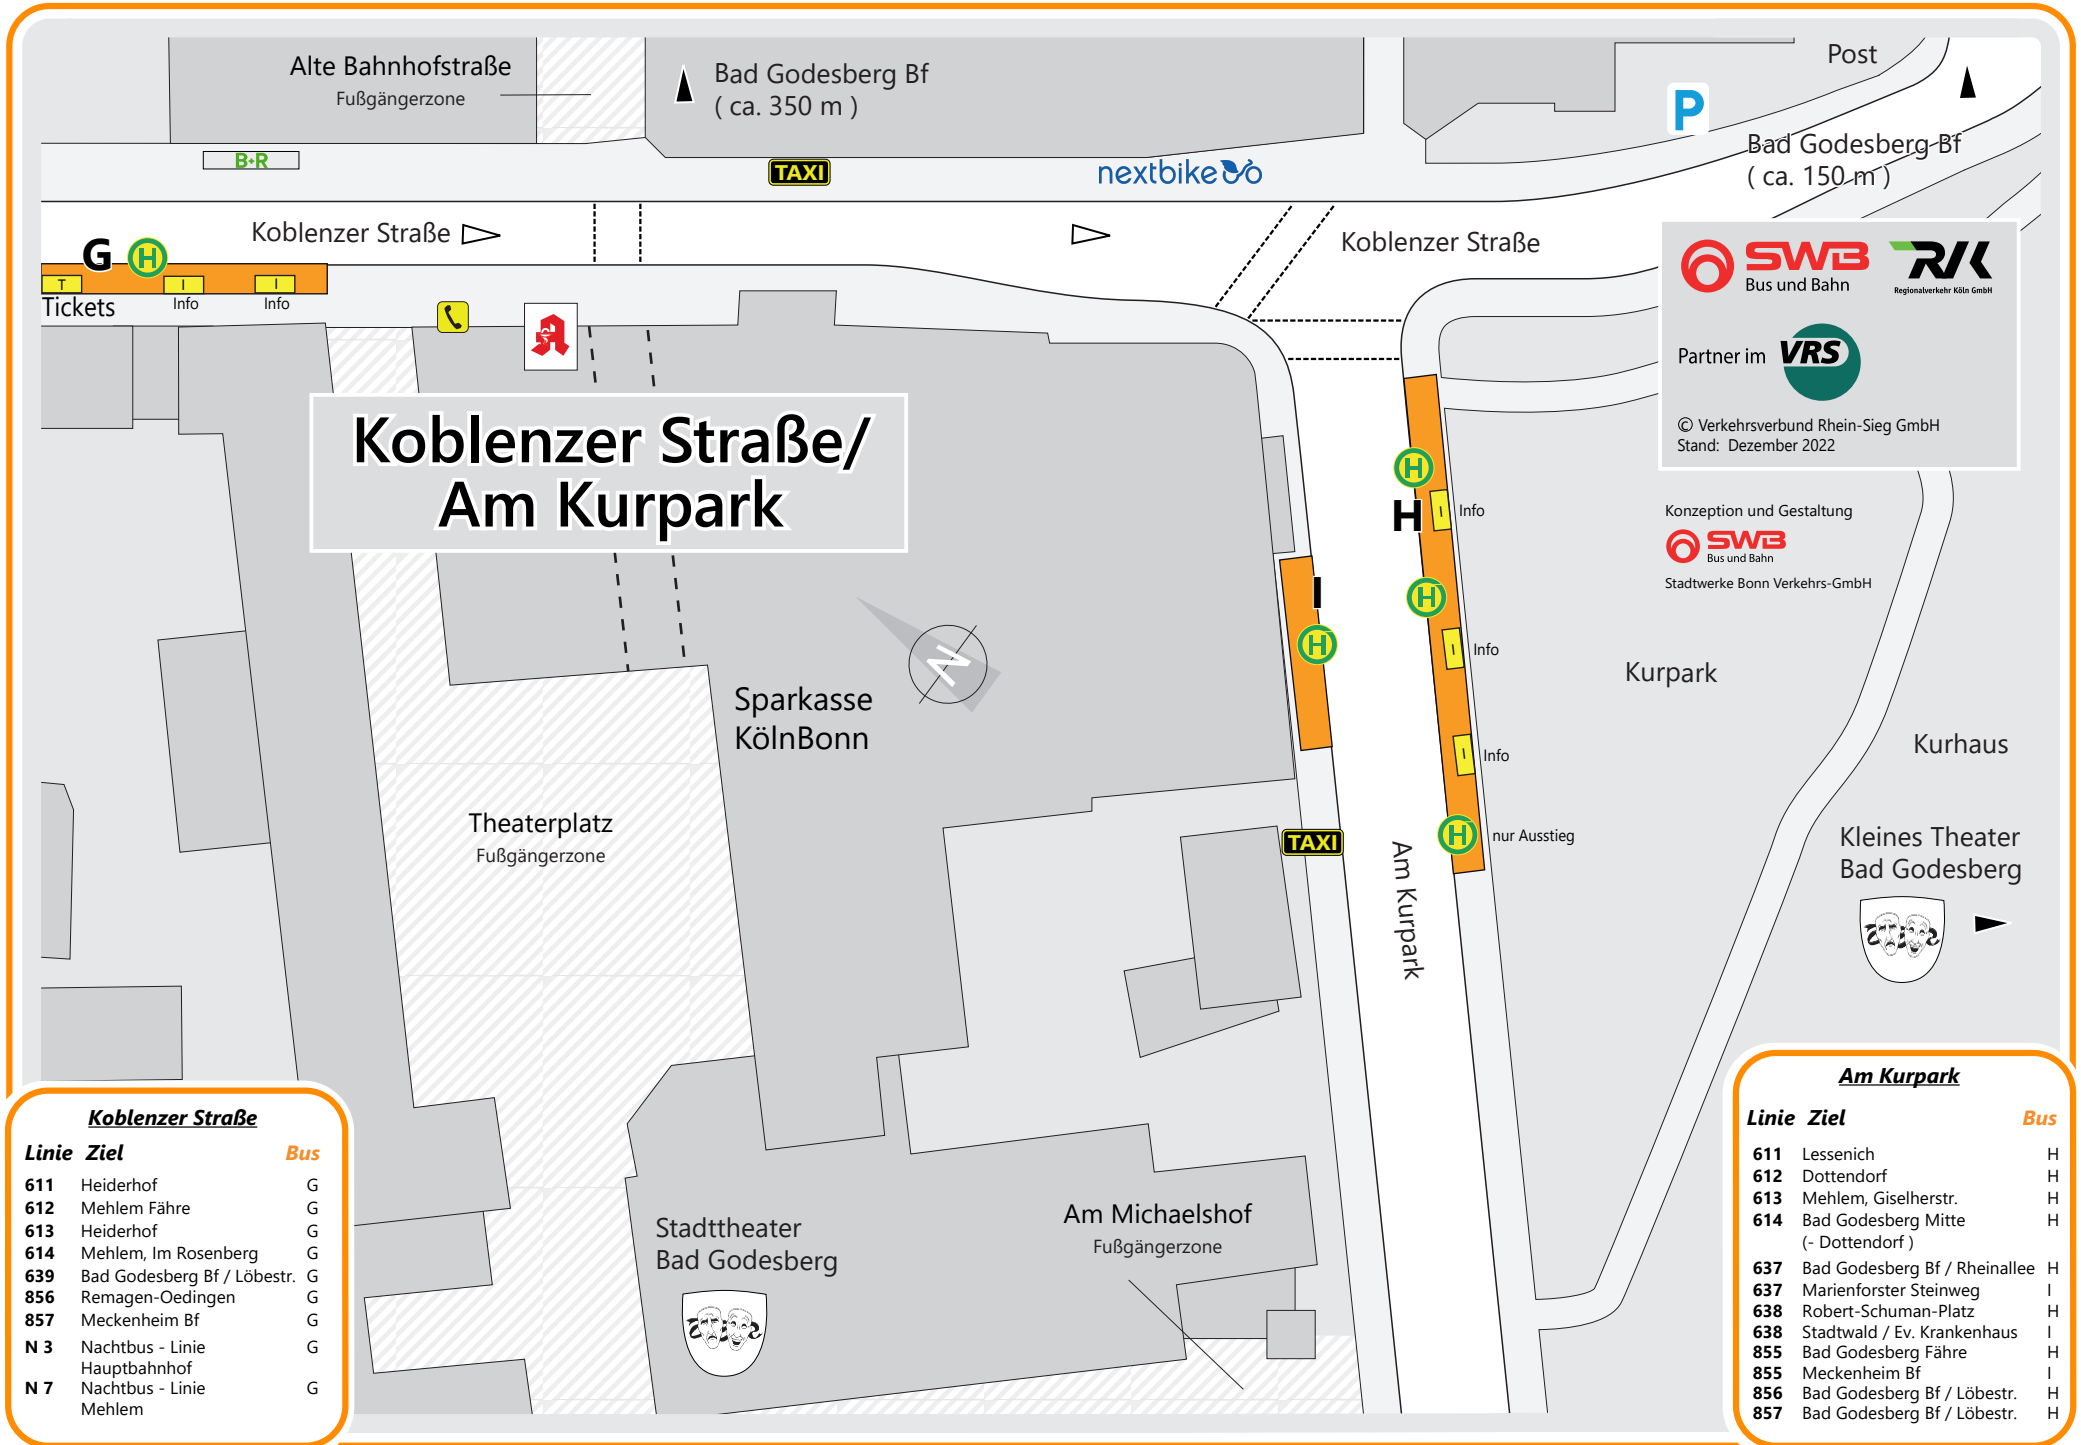 Alte Bahnhofstraße
Fußgängerzone
Bad Godesberg Bf
( ca. 350 m )
Post
P
Bad Godesberg Bf
( ca. 150 m )
B+R
TAXI
nextbike
Koblenzer Straße
Koblenzer Straße
G
H
T
I
I
Tickets
Info
Info
SWB
Bus und Bahn
RVK
Regionalverkehr Köln GmbH
Partner im VRS
© Verkehrsverbund Rhein-Sieg GmbH
Stand: Dezember 2022
Koblenzer Straße/
Am Kurpark
H
H
I
Info
Konzeption und Gestaltung
SWB
Bus und Bahn
Stadtwerke Bonn Verkehrs-GmbH
I
H
H
I
Info
N
Kurpark
Sparkasse
KölnBonn
I
Info
Kurhaus
Theaterplatz
Fußgängerzone
TAXI
H
nur Ausstieg
Am Kurpark
Kleines Theater
Bad Godesberg
Stadttheater
Bad Godesberg
Am Michaelshof
Fußgängerzone
Koblenzer Straße
Linie Ziel Bus
611 Heiderhof G
612 Mehlem Fähre G
613 Heiderhof G
614 Mehlem, Im Rosenberg G
639 Bad Godesberg Bf / Löbestr. G
856 Remagen-Oedingen G
857 Meckenheim Bf G
N 3 Nachtbus - Linie G
Hauptbahnhof
N 7 Nachtbus - Linie G
Mehlem
Am Kurpark
Linie Ziel Bus
611 Lessenich H
612 Dottendorf H
613 Mehlem, Giselherstr. H
614 Bad Godesberg Mitte H
(- Dottendorf )
637 Bad Godesberg Bf / Rheinallee H
637 Marienforster Steinweg I
638 Robert-Schuman-Platz H
638 Stadtwald / Ev. Krankenhaus I
855 Bad Godesberg Fähre H
855 Meckenheim Bf I
856 Bad Godesberg Bf / Löbestr. H
857 Bad Godesberg Bf / Löbestr. H